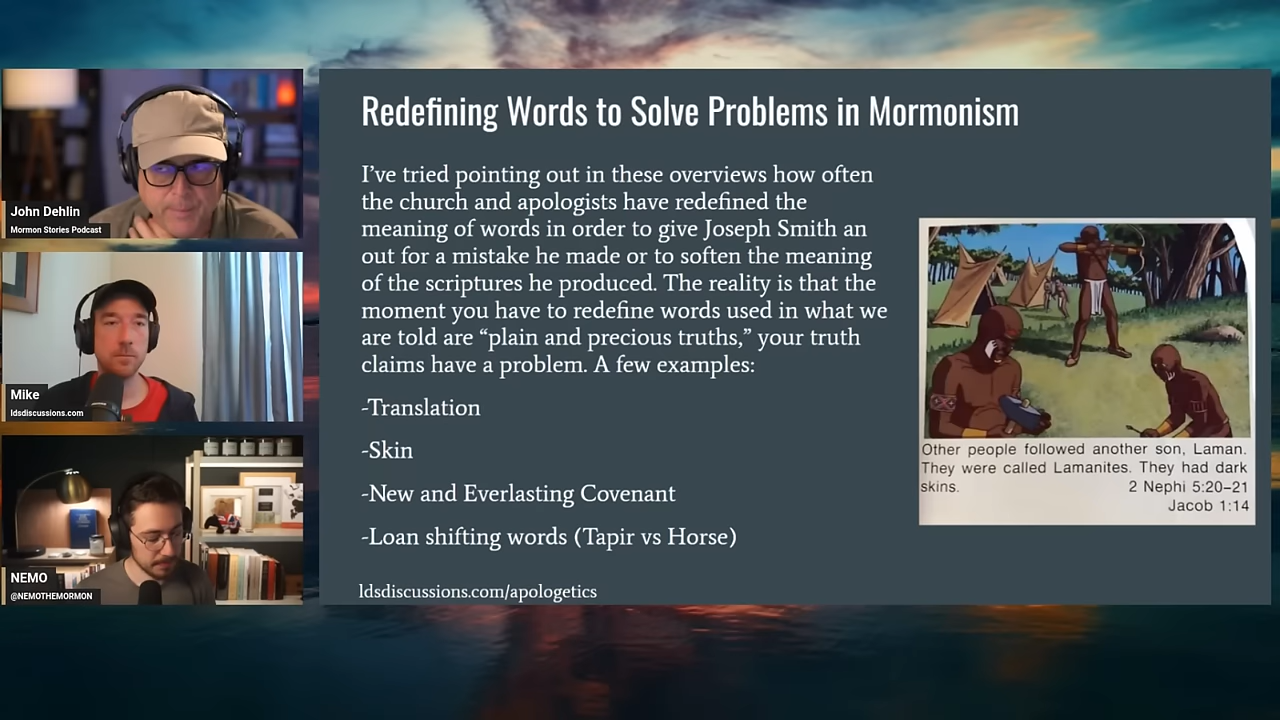 John Dehlin
Mormon Stories Podcast
Mike
ldsdiscussions.com
NEMO
@NEMOTHEMORMON
Redefining Words to Solve Problems in Mormonism
I've tried pointing out in these overviews how often
the church and apologists have redefined the
meaning of words in order to give Joseph Smith an
out for a mistake he made or to soften the meaning
of the scriptures he produced. The reality is that the
moment you have to redefine words used in what we
are told are “plain and precious truths,” your truth
claims have a problem. A few examples:
-Translation
-Skin
-New and Everlasting Covenant
-Loan shifting words (Tapir vs Horse)
ldsdiscussions.com/apologetics
Other people followed another son, Laman.
They were called Lamanites. They had dark
skins. 2 Nephi 5:20–21
Jacob 1:14